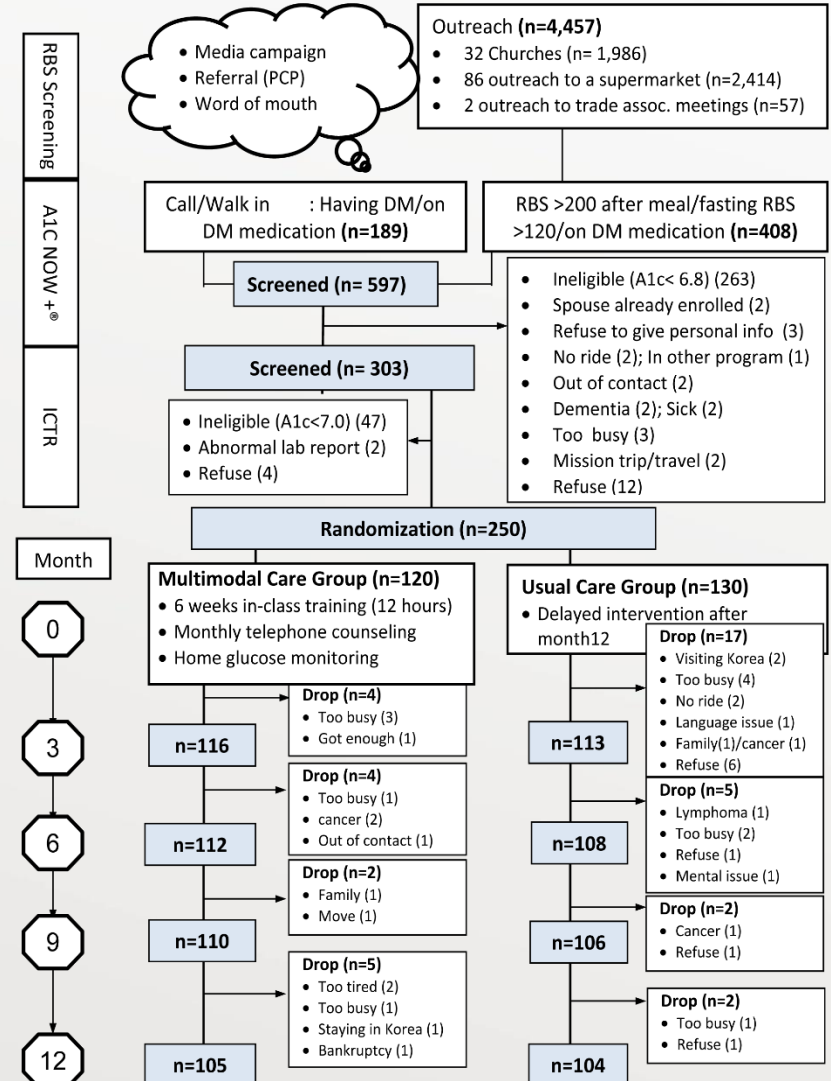 RBS Screening
A1C NOW +®
ICTR
• Media campaign
• Referral (PCP)
• Word of mouth
Outreach (n=4,457)
• 32 Churches (n= 1,986)
• 86 outreach to a supermarket (n=2,414)
• 2 outreach to trade assoc. meetings (n=57)
Call/Walk in : Having DM/on
DM medication (n=189)
RBS >200 after meal/fasting RBS
>120/on DM medication (n=408)
Screened (n= 597)
• Ineligible (A1c< 6.8) (263)
• Spouse already enrolled (2)
• Refuse to give personal info (3)
• No ride (2); In other program (1)
• Out of contact (2)
• Dementia (2); Sick (2)
• Too busy (3)
• Mission trip/travel (2)
• Refuse (12)
Screened (n= 303)
• Ineligible (A1c<7.0) (47)
• Abnormal lab report (2)
• Refuse (4)
Randomization (n=250)
Month
0
3
6
9
12
Multimodal Care Group (n=120)
• 6 weeks in-class training (12 hours)
• Monthly telephone counseling
• Home glucose monitoring
Drop (n=4)
• Too busy (3)
• Got enough (1)
n=116
Drop (n=4)
• Too busy (1)
• cancer (2)
• Out of contact (1)
n=112
Drop (n=2)
• Family (1)
• Move (1)
n=110
Drop (n=5)
• Too tired (2)
• Too busy (1)
• Staying in Korea (1)
• Bankruptcy (1)
n=105
Usual Care Group (n=130)
• Delayed intervention after
month12
Drop (n=17)
• Visiting Korea (2)
• Too busy (4)
• No ride (2)
• Language issue (1)
• Family(1)/cancer (1)
• Refuse (6)
n=113
Drop (n=5)
• Lymphoma (1)
• Too busy (2)
• Refuse (1)
• Mental issue (1)
n=108
Drop (n=2)
• Cancer (1)
• Refuse (1)
n=106
Drop (n=2)
• Too busy (1)
• Refuse (1)
n=104